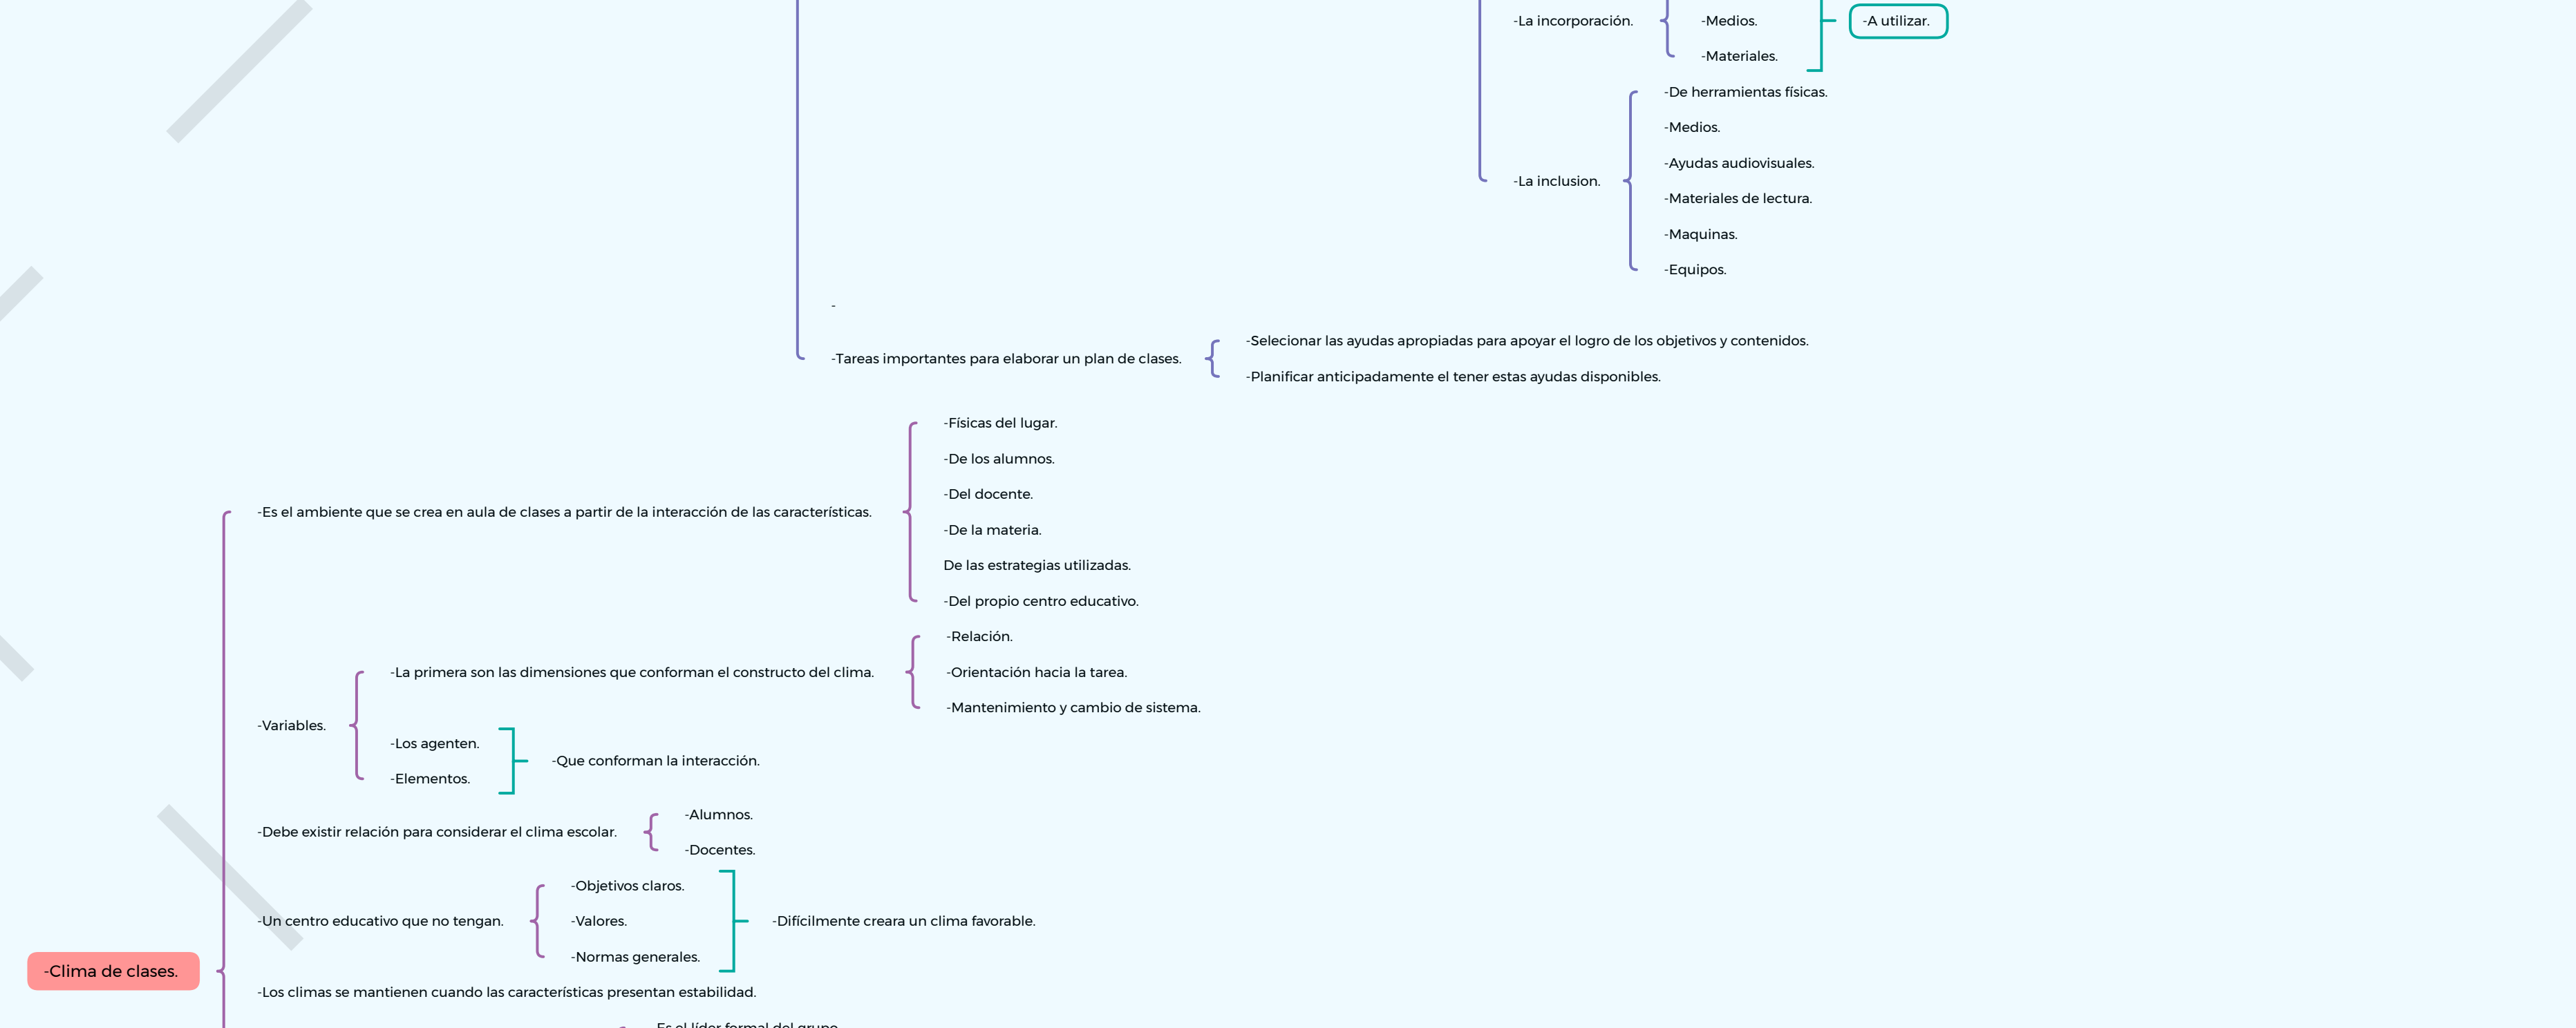 -La incorporación.
-Medios.
-A utilizar.
-Materiales.
-De herramientas físicas.
-Medios.
-Ayudas audiovisuales.
-La inclusion.
-Materiales de lectura.
-Maquinas.
-Equipos.
-
-Tareas importantes para elaborar un plan de clases.
-Selecionar las ayudas apropiadas para apoyar el logro de los objetivos y contenidos.
-Planificar anticipadamente el tener estas ayudas disponibles.
-Es el ambiente que se crea en aula de clases a partir de la interacción de las características.
-Físicas del lugar.
-De los alumnos.
-Del docente.
-De la materia.
De las estrategias utilizadas.
-Del propio centro educativo.
-Variables.
-La primera son las dimensiones que conforman el constructo del clima.
-Relación.
-Orientación hacia la tarea.
-Mantenimiento y cambio de sistema.
-Los agenten.
-Elementos.
-Que conforman la interacción.
-Debe existir relación para considerar el clima escolar.
-Alumnos.
-Docentes.
-Un centro educativo que no tengan.
-Objetivos claros.
-Valores.
-Normas generales.
-Difícilmente creara un clima favorable.
-Clima de clases.
-Los climas se mantienen cuando las características presentan estabilidad.
Es el líder formal del grupo